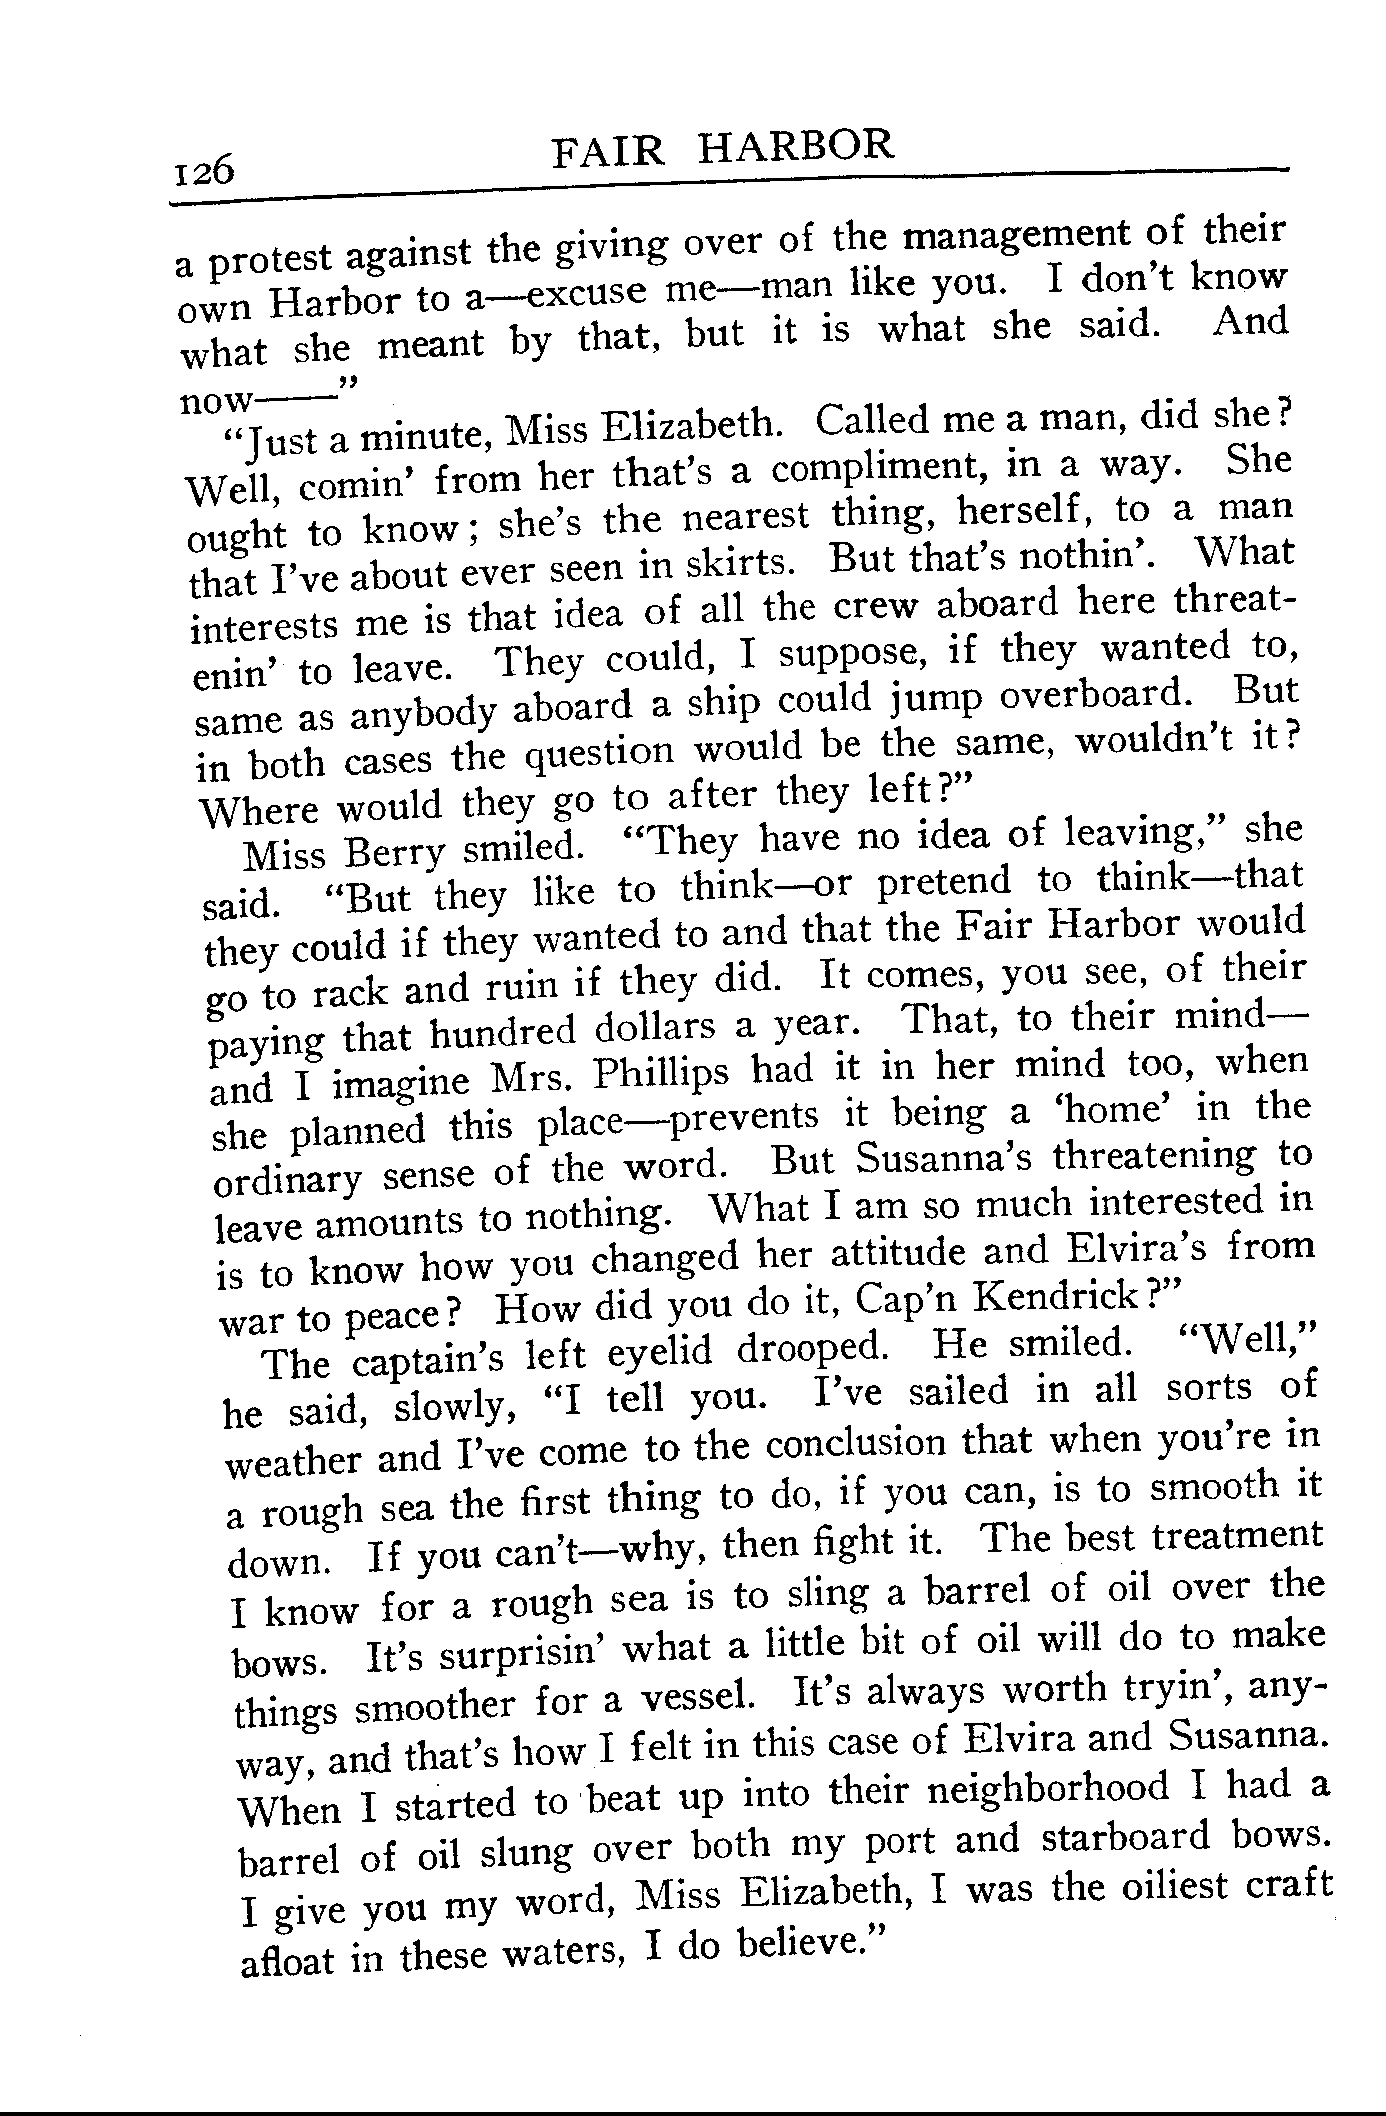 126 FAIR HARBOR
a protest against the giving over of the management of their
own Harbor to a—excuse me—man like you. I don't know
what she meant by that, but it is what she said. And
now——"
"Just a minute, Miss Elizabeth. Called me a man, did she?
Well, comin' from her that's a compliment, in a way. She
ought to know; she's the nearest thing, herself, to a man
that I've about ever seen in skirts. But that's nothin'. What
interests me is that idea of all the crew aboard here threat-
enin' to leave. They could, I suppose, if they wanted to,
same as anybody aboard a ship could jump overboard. But
in both cases the question would be the same, wouldn't it?
Where would they go to after they left?"
Miss Berry smiled. "They have no idea of leaving," she
said. "But they like to think—or pretend to think—that
they could if they wanted to and that the Fair Harbor would
go to rack and ruin if they did. It comes, you see, of their
paying that hundred dollars a year. That, to their mind—
and I imagine Mrs. Phillips had it in her mind too, when
she planned this place—prevents it being a 'home' in the
ordinary sense of the word. But Susanna's threatening to
leave amounts to nothing. What I am so much interested in
is to know how you changed her attitude and Elvira's from
war to peace? How did you do it, Cap'n Kendrick?"
The captain's left eyelid drooped. He smiled. "Well,"
he said, slowly, "I tell you. I've sailed in all sorts of
weather and I've come to the conclusion that when you're in
a rough sea the first thing to do, if you can, is to smooth it
down. If you can't—why, then fight it. The best treatment
I know for a rough sea is to sling a barrel of oil over the
bows. It's surprisin' what a little bit of oil will do to make
things smoother for a vessel. It's always worth tryin', any-
way, and that's how I felt in this case of Elvira and Susanna.
When I started to beat up into their neighborhood I had a
barrel of oil slung over both my port and starboard bows.
I give you my word, Miss Elizabeth, I was the oiliest craft
afloat in these waters, I do believe."